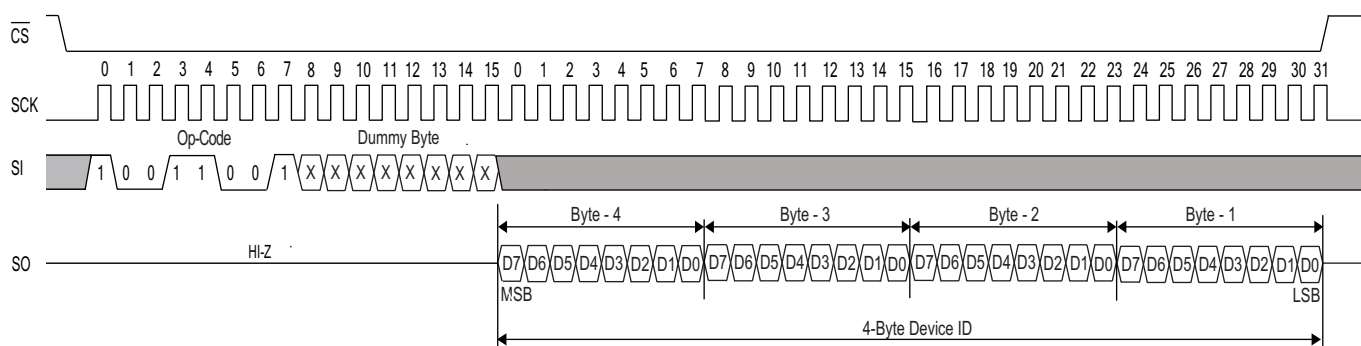 CS
0 1 2 3 4 5 6 7 8 9 10 11 12 13 14 15 0 1 2 3 4 5 6 7 8 9 10 11 12 13 14 15 16 17 18 19 20 21 22 23 24 25 26 27 28 29 30 31
SCK
Op-Code Dummy Byte
SI 1 0 0 1 1 0 0 1 X X X X X X X X
Byte - 4 Byte - 3 Byte - 2 Byte - 1
HI-Z
SO D7 D6 D5 D4 D3 D2 D1 D0 D7 D6 D5 D4 D3 D2 D1 D0 D7 D6 D5 D4 D3 D2 D1 D0 D7 D6 D5 D4 D3 D2 D1 D0
MSB LSB
4-Byte Device ID